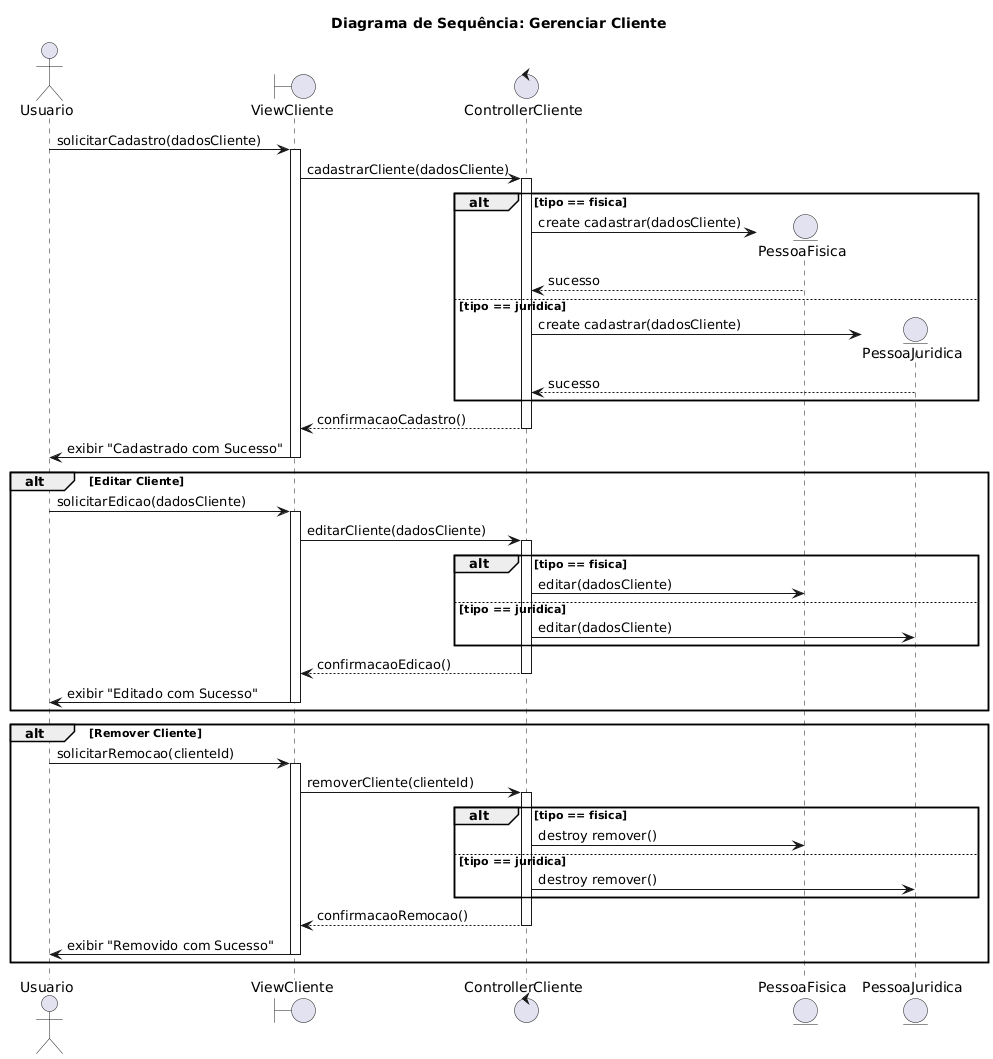 Diagrama de Sequência: Gerenciar Cliente
Usuario
ViewCliente
ControllerCliente
solicitarCadastro(dadosCliente)
cadastrarCliente(dadosCliente)
alt
[tipo == fisica]
create cadastrar(dadosCliente)
PessoaFisica
sucesso
[tipo == juridica]
create cadastrar(dadosCliente)
PessoaJuridica
sucesso
confirmacaoCadastro()
exibir "Cadastrado com Sucesso"
alt
[Editar Cliente]
solicitarEdicao(dadosCliente)
editarCliente(dadosCliente)
alt
[tipo == fisica]
editar(dadosCliente)
[tipo == juridica]
editar(dadosCliente)
confirmacaoEdicao()
exibir "Editado com Sucesso"
alt
[Remover Cliente]
solicitarRemocao(clienteId)
removerCliente(clienteId)
alt
[tipo == fisica]
destroy remover()
[tipo == juridica]
destroy remover()
confirmacaoRemocao()
exibir "Removido com Sucesso"
Usuario
ViewCliente
ControllerCliente
PessoaFisica
PessoaJuridica